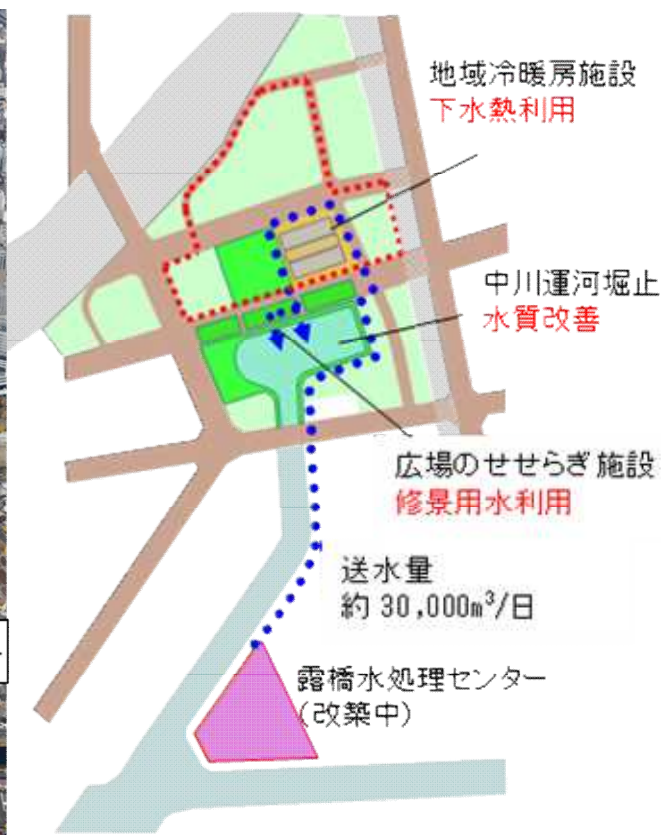 地域冷暖房施設
下水熱利用
中川運河堀止
水質改善
広場のせせらぎ施設
修景用水利用
送水量
約30,000m³/日
露橋水処理センター
(改築中)